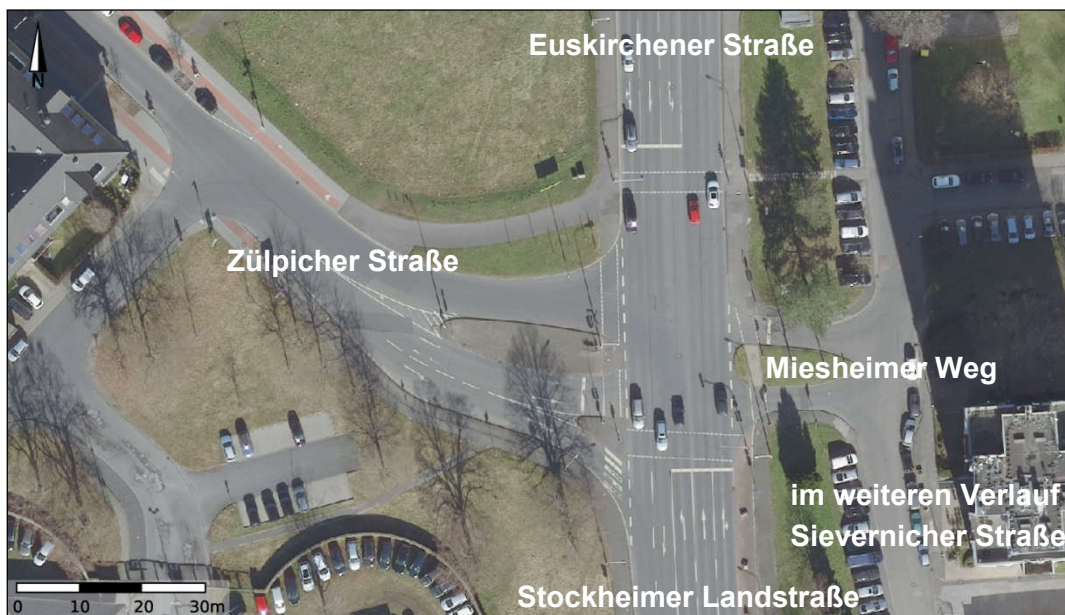 Euskirchener Straße
N
Zülpicher Straße
Miesheimer Weg
im weiteren Verlauf
Sievernicher Straße
Stockheimer Landstraße
0 10 20 30m